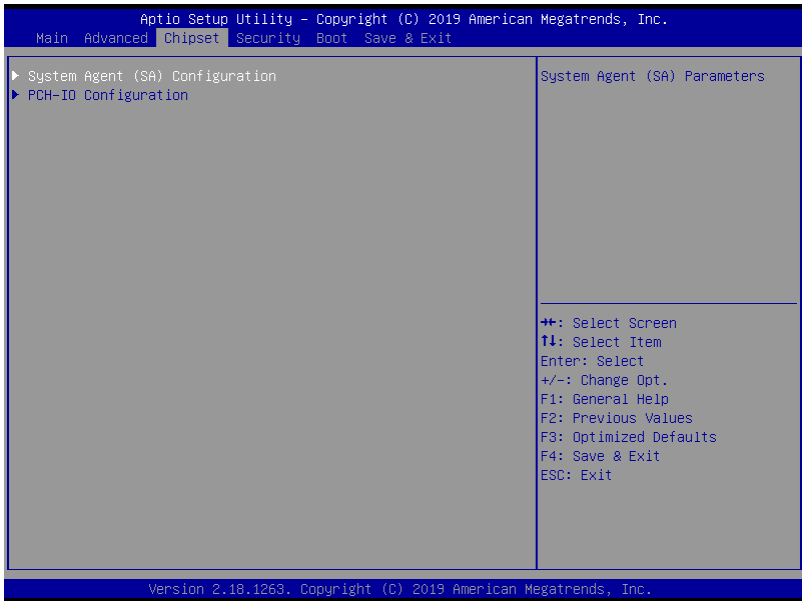 Aptio Setup Utility – Copyright (C) 2019 American Megatrends, Inc.
Main Advanced Chipset Security Boot Save & Exit
System Agent (SA) Configuration
PCH-IO Configuration
System Agent (SA) Parameters
→←: Select Screen
↑↓: Select Item
Enter: Select
+/-: Change Opt.
F1: General Help
F2: Previous Values
F3: Optimized Defaults
F4: Save & Exit
ESC: Exit
Version 2.18.1263. Copyright (C) 2019 American Megatrends, Inc.